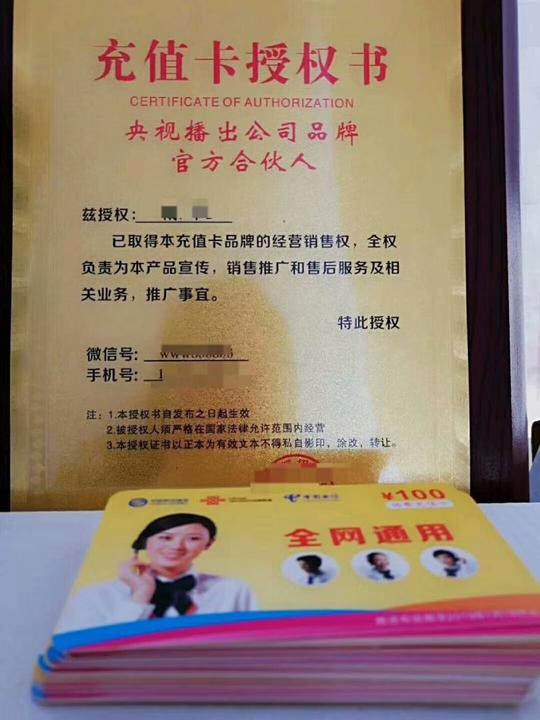 充值卡授权书
CERTIFICATE OF AUTHORIZATION
央视播出公司品牌
官方合伙人
兹授权:
已取得本充值卡品牌的经营销售权,全权
负责为本产品宣传,销售推广和售后服务及相
关业务,推广事宜。
特此授权
微信号:
手机号: 1
注: 1.本授权书自发布之日起生效
2.被授权人须严格在国家法律允许范围内经营
3.本授权证书以正本为有效文本不得私自影印,涂改,转让。
¥100
全网通用